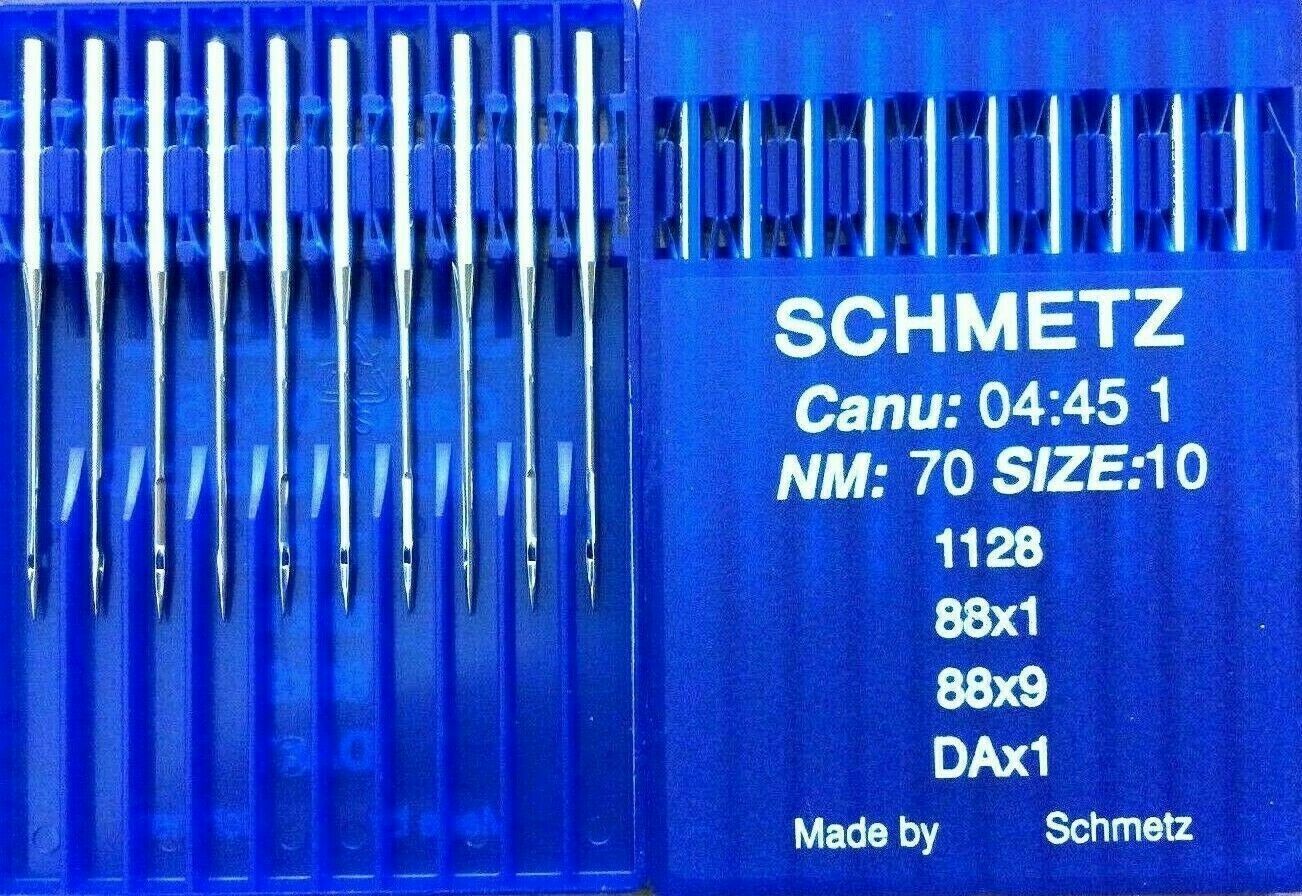 SCHMETZ
Canu: 04:45 1
NM: 70 SIZE:10
1128
88x1
88x9
DAx1
Made by Schmetz